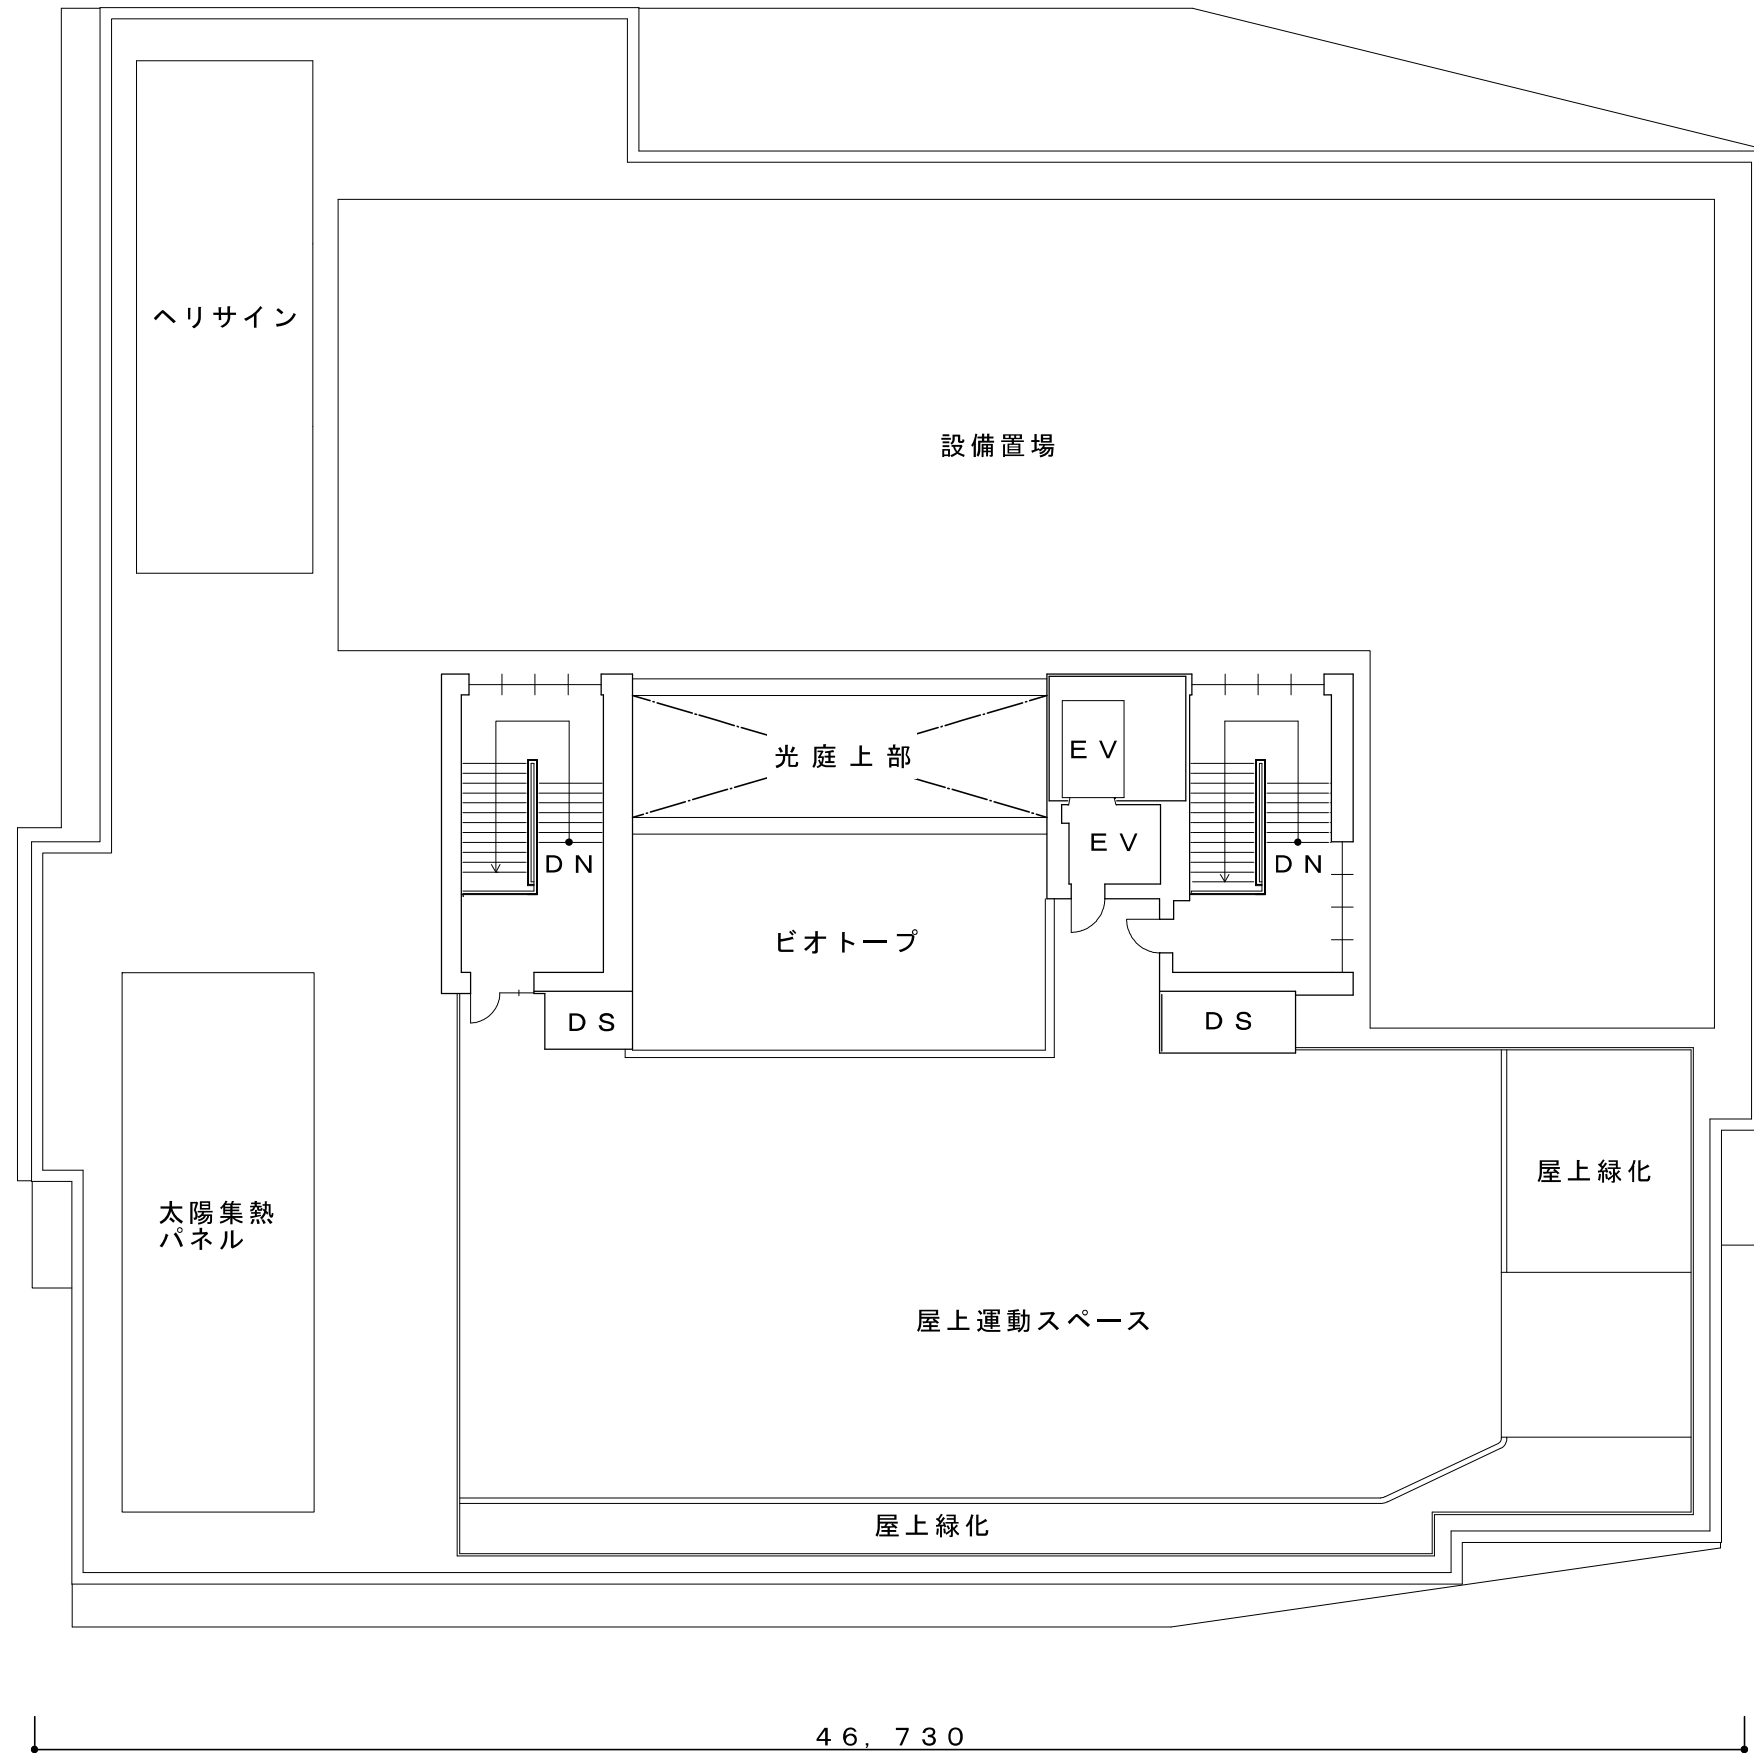 ヘリサイン
設備置場
光庭上部
ＥＶ
ＥＶ
ＤＮ
ＤＮ
ビオトープ
ＤＳ
ＤＳ
屋上緑化
太陽集熱
パネル
屋上運動スペース
屋上緑化
４６，７３０